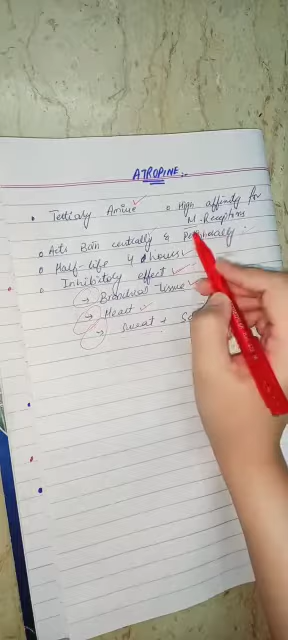 ATROPINE
• Tertiary Amine
o High affinity for
M-Receptors
o Acts Both centrally & Peripherally
o Half-life 4 hours
o Inhibitory effect
→ Bronchial Tissue
→ Heart
→ Sweat +